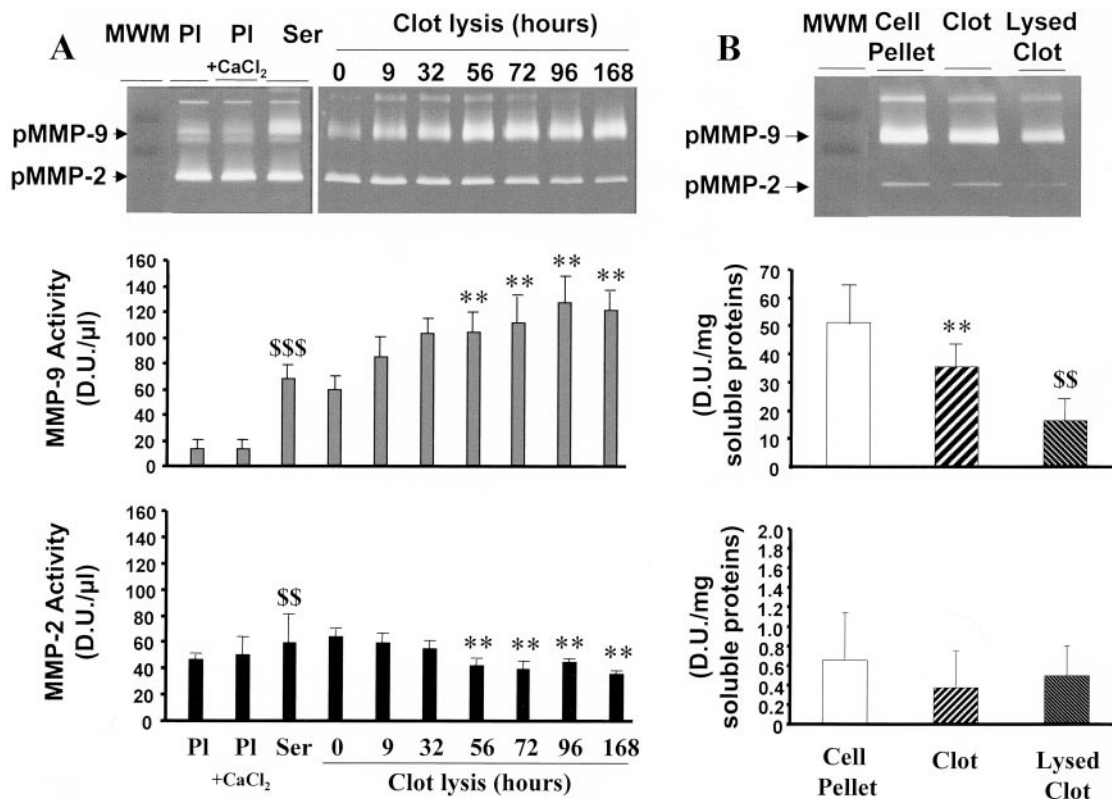 A
MWM Pl Pl Ser
+CaCl2
Clot lysis (hours)
0 9 32 56 72 96 168
pMMP-9
pMMP-2
MMP-9 Activity
(D.U./µl)
160
140
120
100
80
60
40
20
0
$$$
** ** ** **
MMP-2 Activity
(D.U./µl)
160
140
120
100
80
60
40
20
0
$$
** ** ** **
Pl Pl Ser 0 9 32 56 72 96 168
+CaCl2
Clot lysis (hours)
B
MWM Cell Clot Lysed
Pellet Clot
pMMP-9
pMMP-2
(D.U./mg
soluble proteins)
70
60
50
40
30
20
10
0
**
$$
(D.U./mg
soluble proteins)
2.0
1.8
1.6
1.4
1.2
1.0
0.8
0.6
0.4
0.2
0
Cell Clot Lysed
Pellet Clot